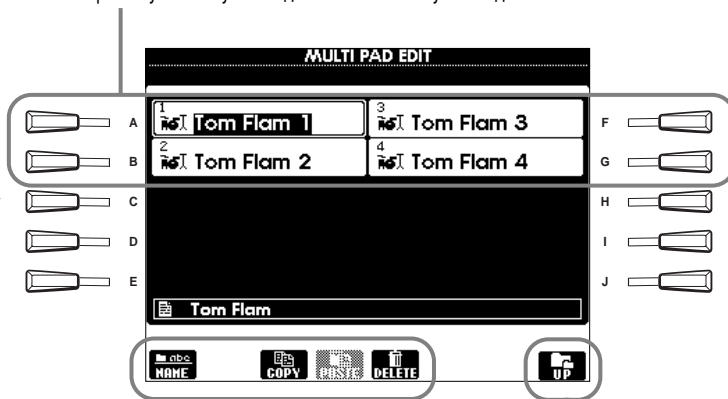 MULTI PAD EDIT
A 1 Tom Flam 1 3 Tom Flam 3 F
B 2 Tom Flam 2 4 Tom Flam 4 G
C H
D I
E J
Tom Flam
abc
NAME COPY PASTE DELETE UP